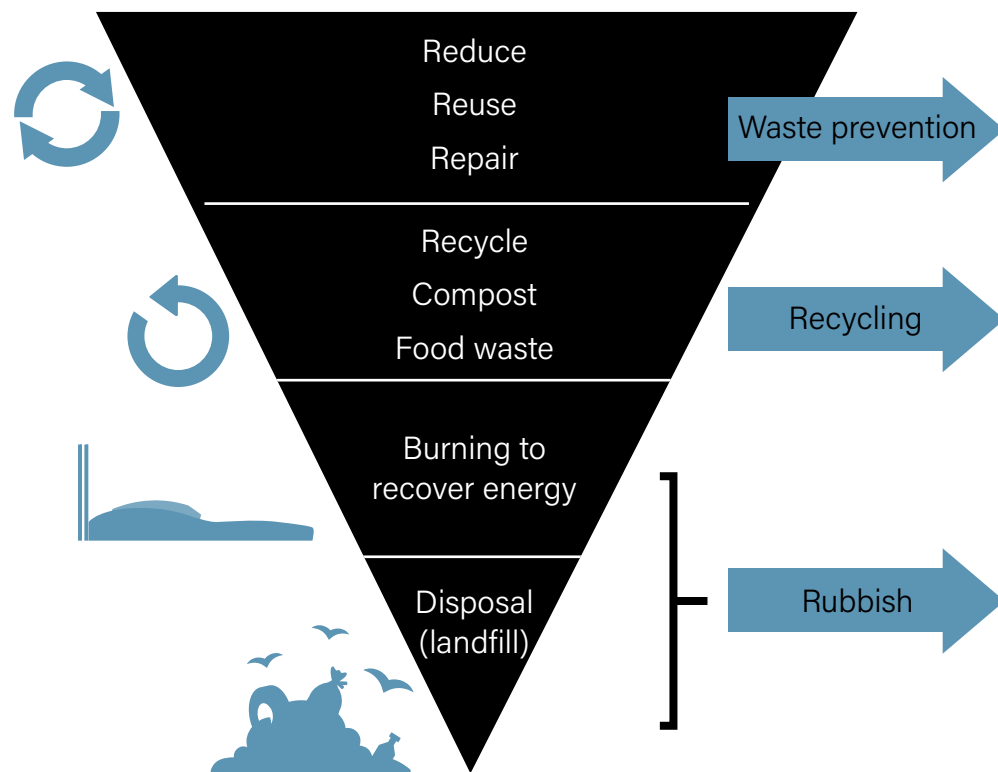 Reduce
Reuse
Repair
Waste prevention
Recycle
Compost
Food waste
Recycling
Burning to
recover energy
Disposal
(landfill)
Rubbish